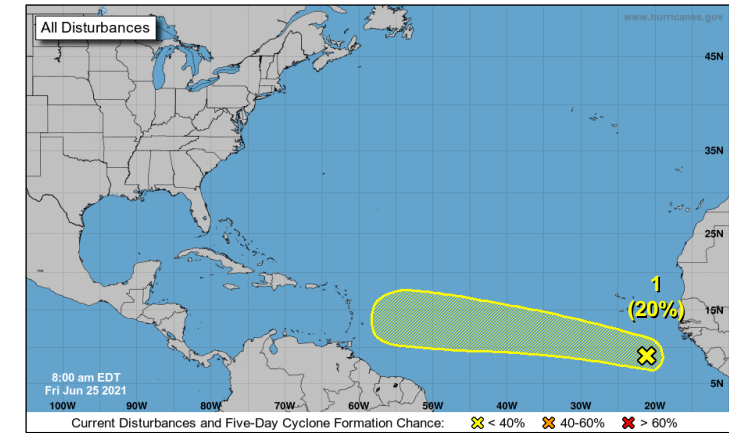 All Disturbances
www.hurricanes.gov
45N
35N
25N
1
(20%)
15N
5N
8:00 am EDT
Fri Jun 25 2021
100W 90W 80W 70W 60W 50W 40W 30W 20W
Current Disturbances and Five-Day Cyclone Formation Chance: < 40% 40-60% > 60%